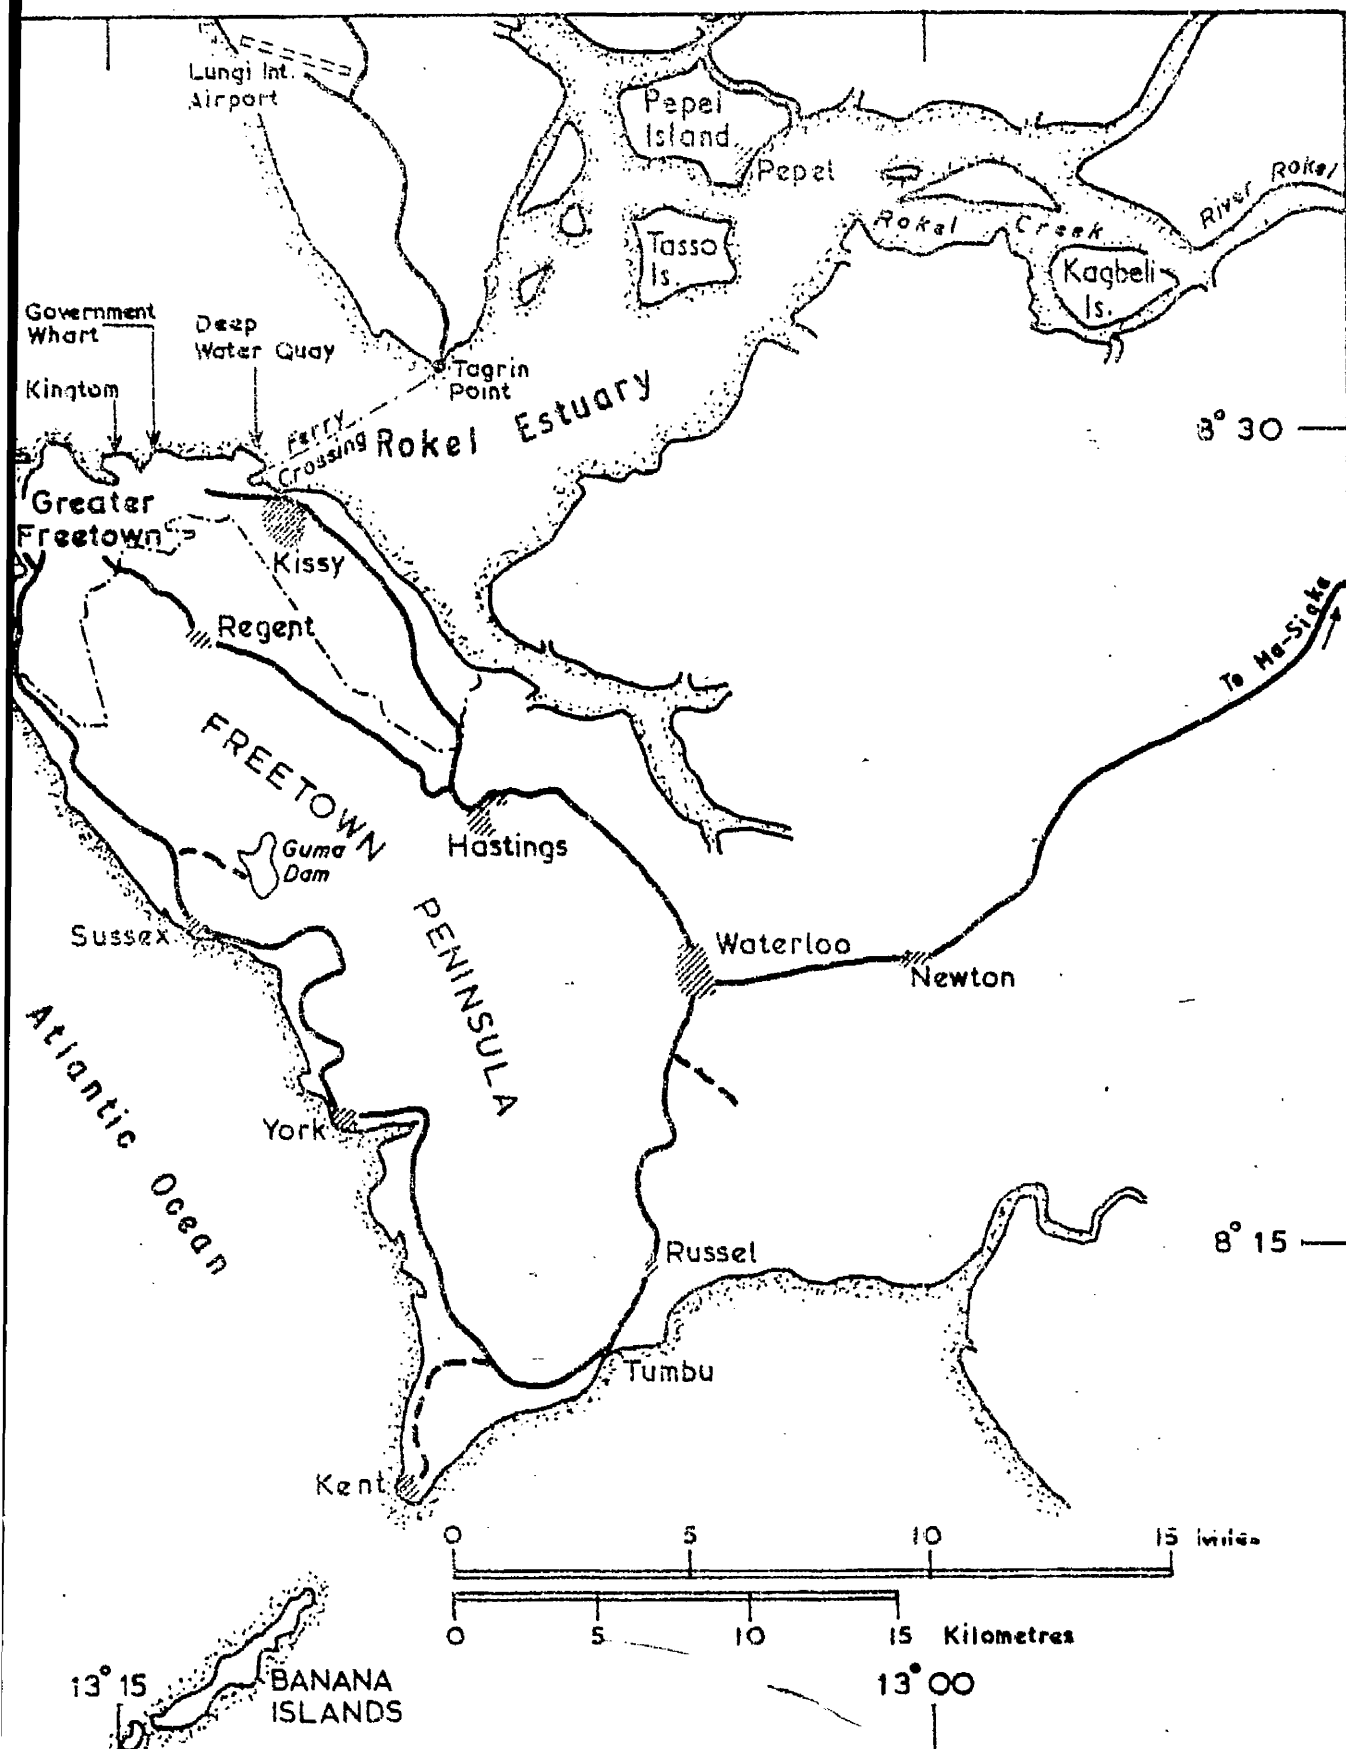 Lungi Int.
Airport
Pepel
Island
Pepel
River Rokel
Rokel Creek
Tasso
Is.
Kagbeli
Is.
Government
Wharf
Deep
Water Quay
Kingtom
Tagrin
Point
Ferry
Crossing
Rokel Estuary
8° 30
Greater
Freetown
Kissy
Regent
To Ma-Siaka
FREETOWN
PENINSULA
Guma
Dam
Hastings
Sussex
Waterloo
Newton
Atlantic Ocean
York
8° 15
Russel
Tumbu
Kent
0 5 10 15 Miles
0 5 10 15 Kilometres
13° 15
13° 00
BANANA
ISLANDS